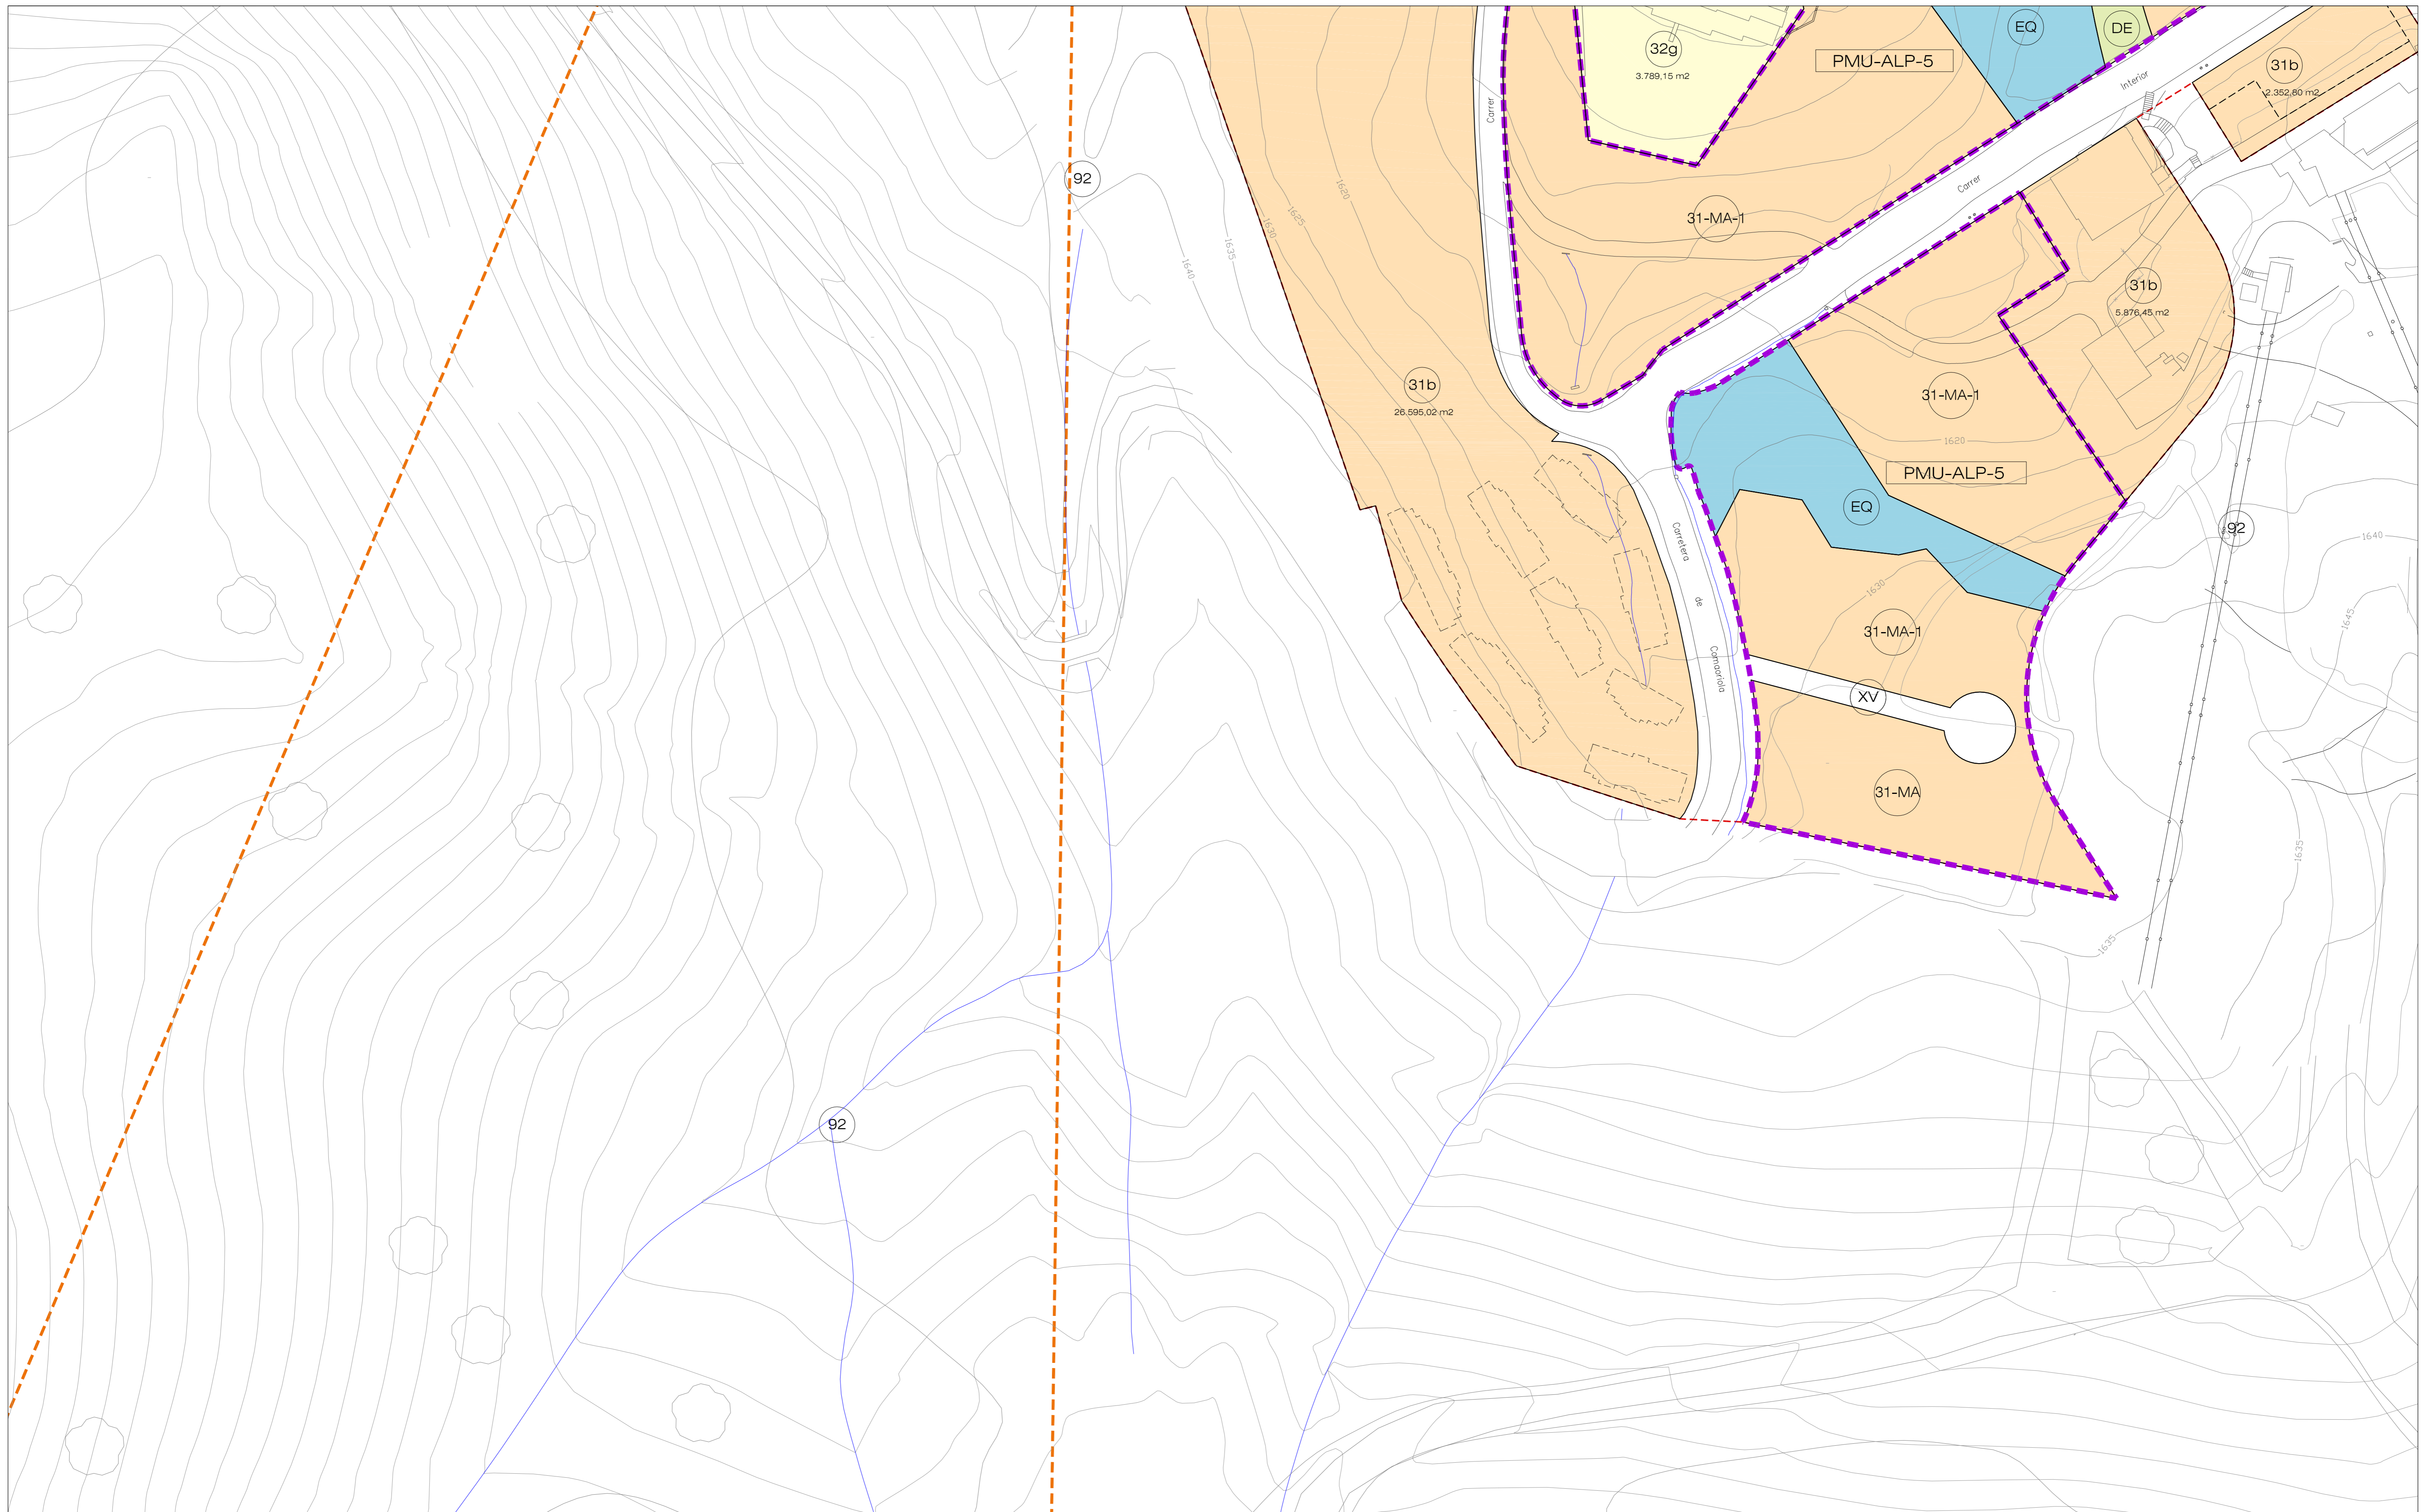 EQ
DE
32g
3.789,15 m2
PMU-ALP-5
31b
2.352,80 m2
Interior
Carrer
92
1620
1625
1630
1635
1640
31-MA-1
Carrer
31b
5.876,45 m2
31b
26.595,02 m2
31-MA-1
1620
PMU-ALP-5
EQ
92
1640
Carretera
de
Comaoriola
1630
1645
31-MA-1
XV
31-MA
1635
1635
92